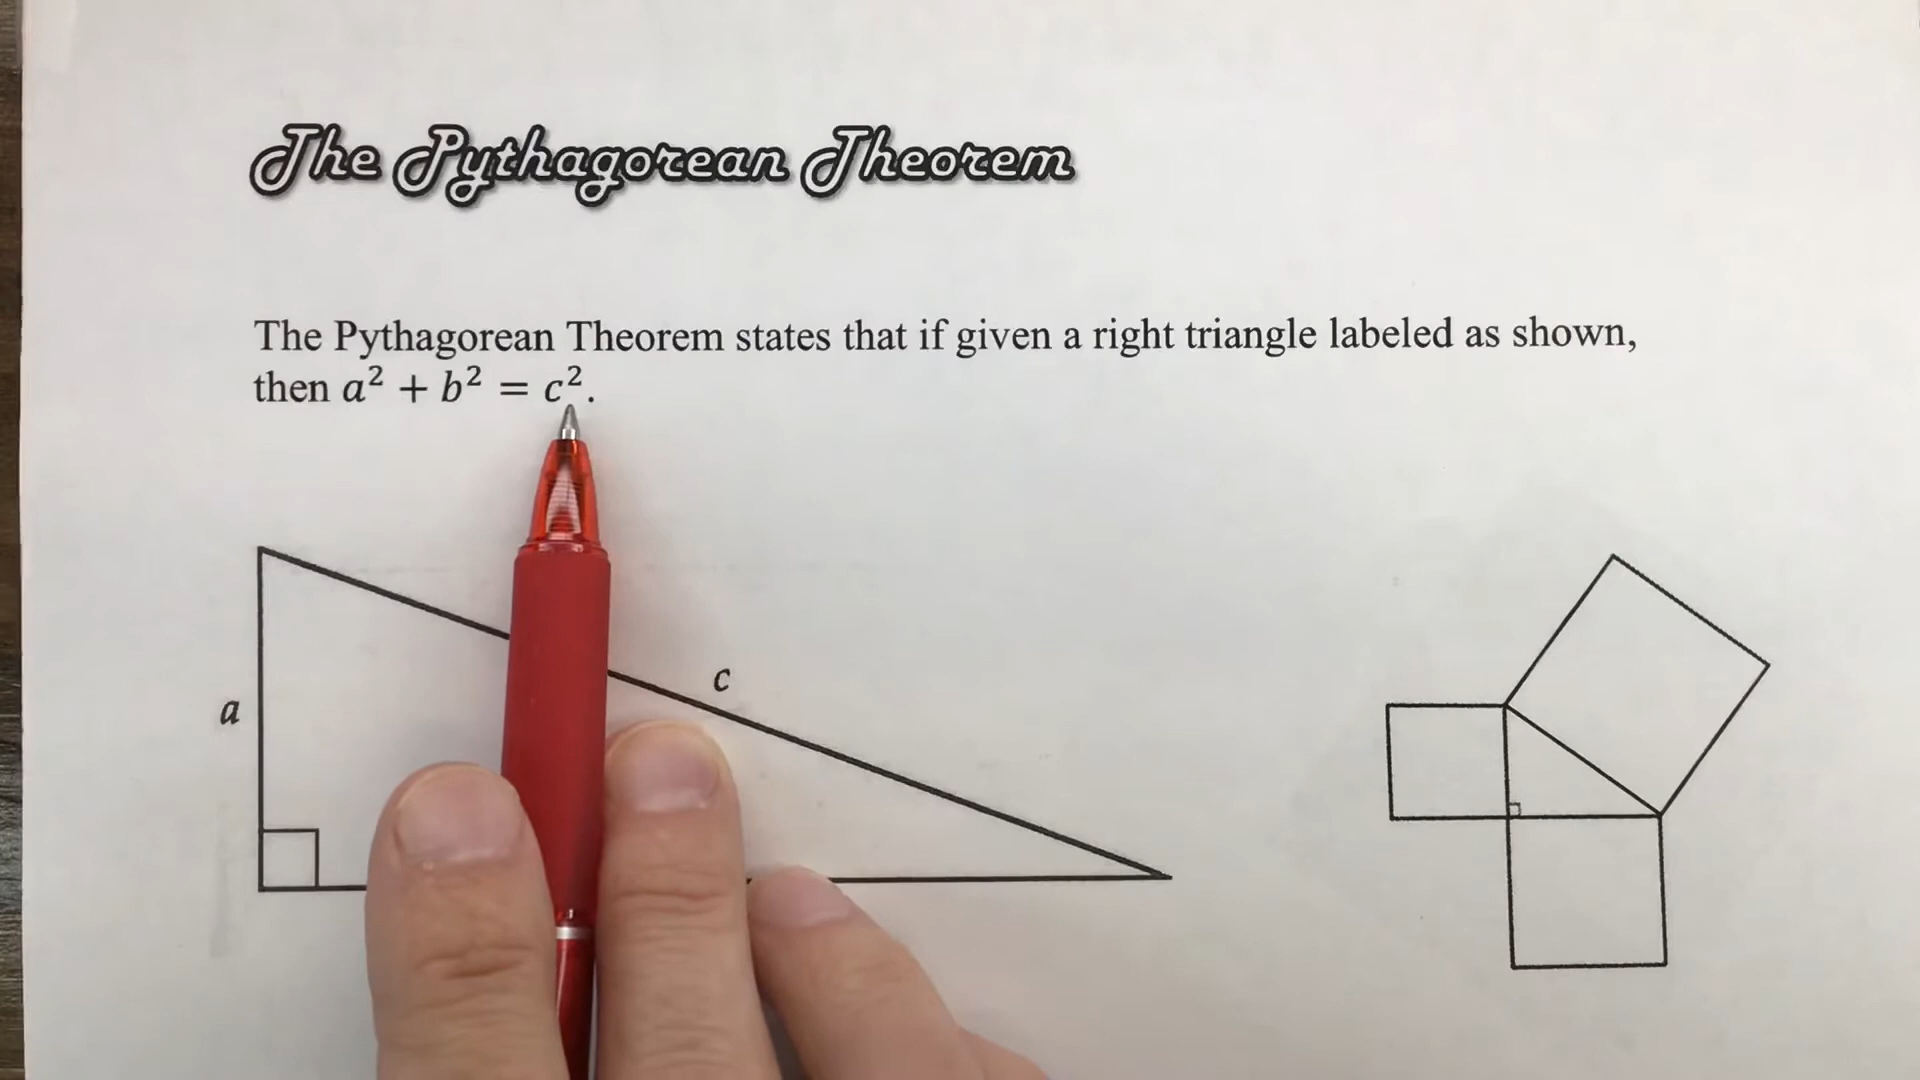 The Pythagorean Theorem
The Pythagorean Theorem states that if given a right triangle labeled as shown,
then a² + b² = c².
c
a